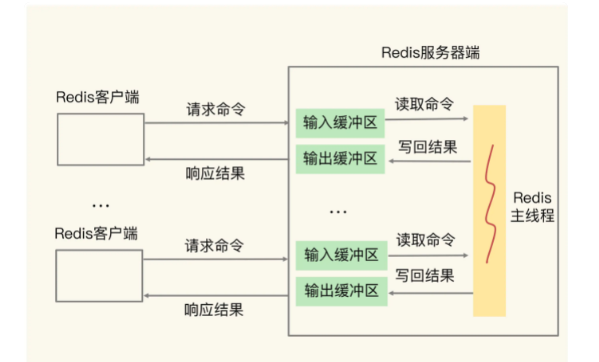 Redis服务器端
Redis客户端
请求命令
输入缓冲区
读取命令
输出缓冲区
写回结果
响应结果
...
...
Redis
主线程
Redis客户端
请求命令
输入缓冲区
读取命令
输出缓冲区
写回结果
响应结果